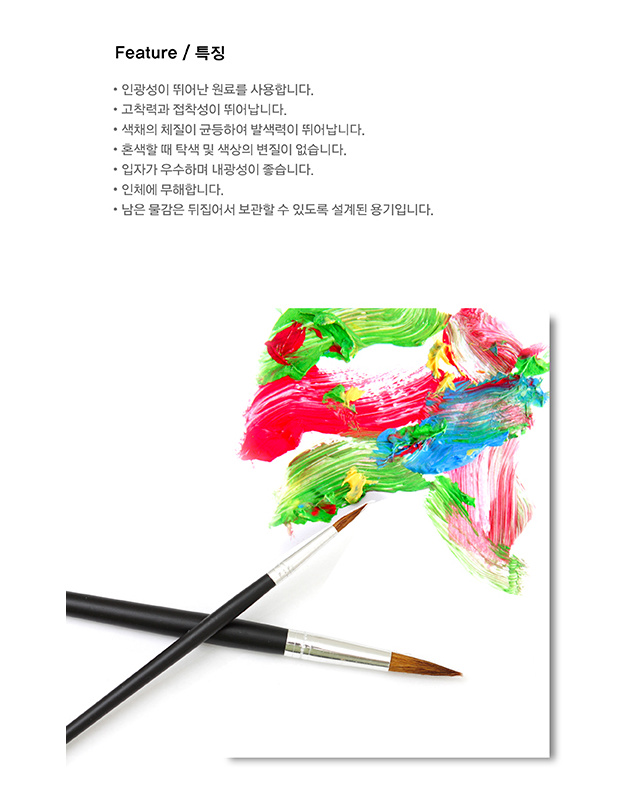 Feature / 특징
• 인광성이 뛰어난 원료를 사용합니다.
• 고착력과 접착성이 뛰어납니다.
• 색채의 체질이 균등하여 발색력이 뛰어납니다.
• 혼색할 때 탁색 및 색상의 변질이 없습니다.
• 입자가 우수하며 내광성이 좋습니다.
• 인체에 무해합니다.
• 남은 물감은 뒤집어서 보관할 수 있도록 설계된 용기입니다.